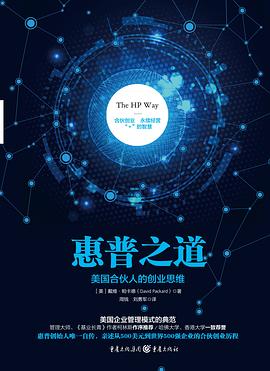 The HP Way
合伙创业·永续经营
“+”的智慧
惠普之道
美国合伙人的创业思维
[美]戴维·帕卡德(David Packard)◎著
周钱 刘勇军◎译
美国企业管理模式的典范
管理大师、《基业长青》作者柯林斯作序推荐/哈佛大学、香港大学一致荐誉
惠普创始人唯一自传,亲述从500美元到世界500强企业的合伙创业历程
重庆出版集团 重庆出版社